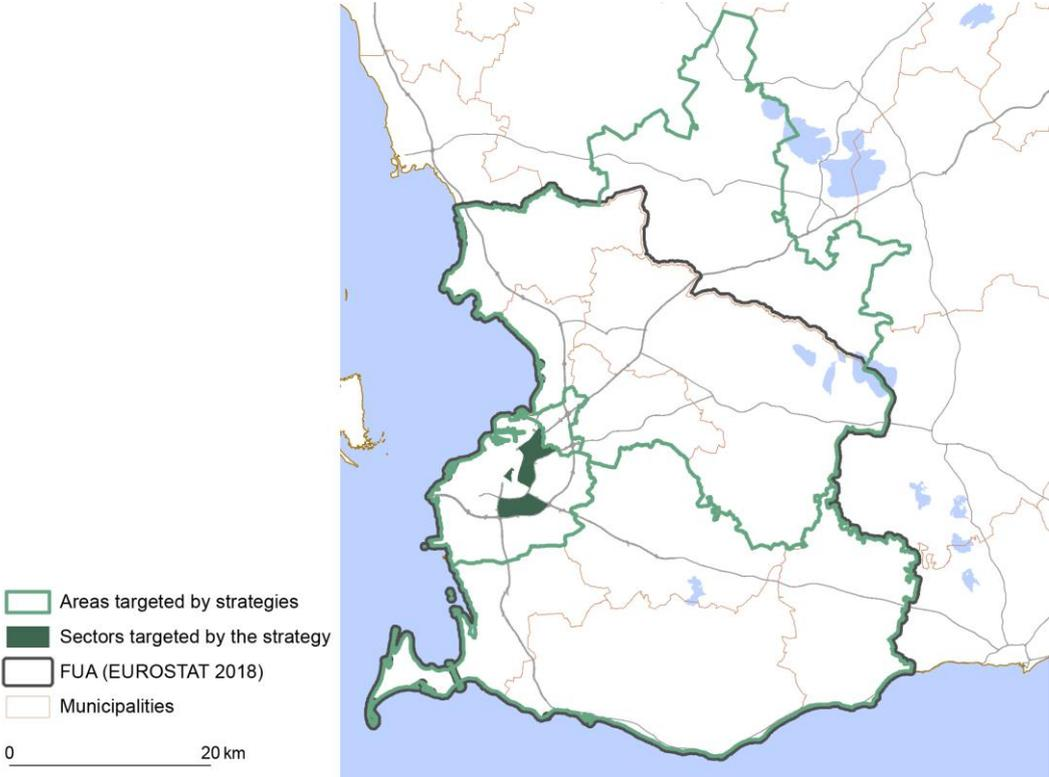 Areas targeted by strategies
Sectors targeted by the strategy
FUA (EUROSTAT 2018)
Municipalities
0 20 km